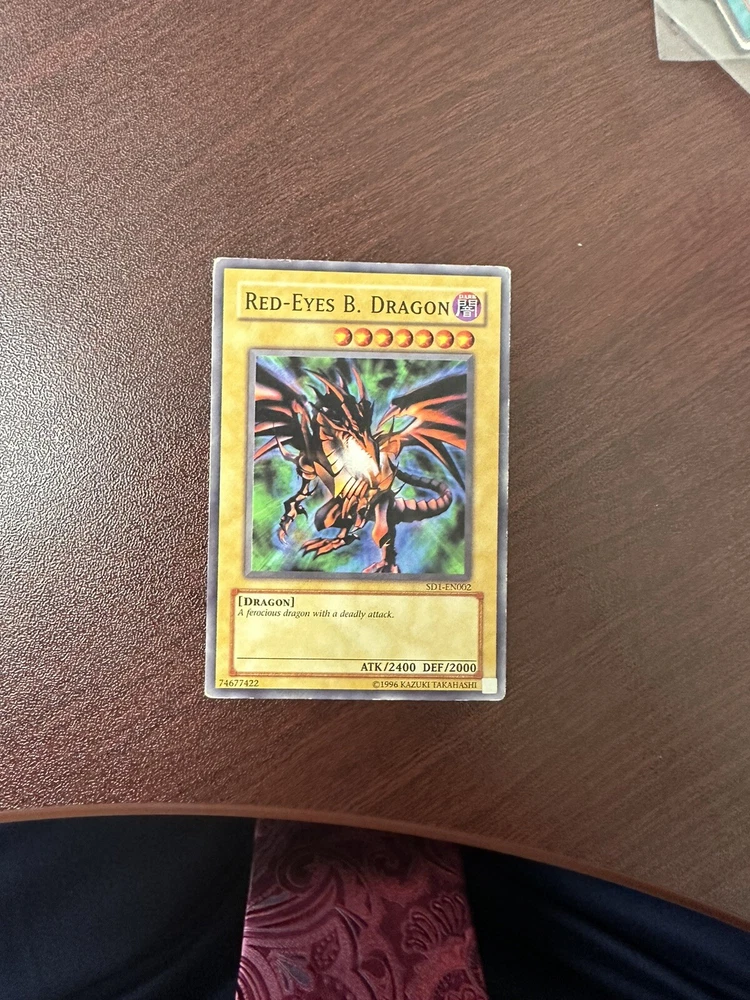 RED-EYES B. DRAGON
DARK
闇
SD1-EN002
[DRAGON]
A ferocious dragon with a deadly attack.
ATK/2400 DEF/2000
74677422 ©1996 KAZUKI TAKAHASHI